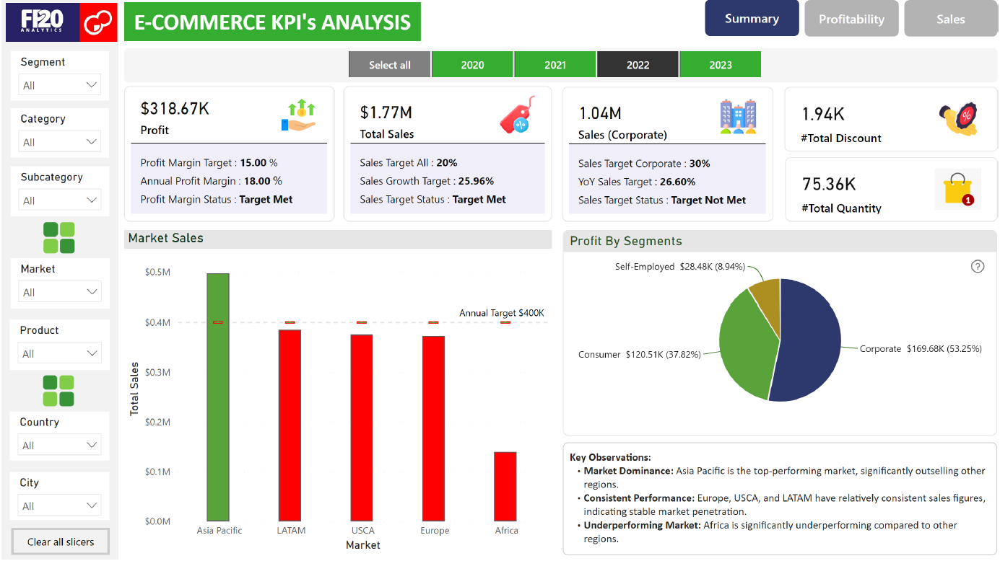 FP20
ANALYTICS
E-COMMERCE KPI's ANALYSIS
Summary
Profitability
Sales
Select all
2020
2021
2022
2023
Segment
All
Category
All
Subcategory
All
Market
All
Product
All
Country
All
City
All
Clear all slicers
$318.67K
Profit
Profit Margin Target : 15.00 %
Annual Profit Margin : 18.00 %
Profit Margin Status : Target Met
$1.77M
Total Sales
%
Sales Target All : 20%
Sales Growth Target : 25.96%
Sales Target Status : Target Met
1.04M
Sales (Corporate)
Sales Target Corporate : 30%
YoY Sales Target : 26.60%
Sales Target Status : Target Not Met
1.94K
#Total Discount
%
75.36K
#Total Quantity
1
Market Sales
$0.5M
$0.4M
$0.3M
$0.2M
$0.1M
$0.0M
Total Sales
Annual Target $400K
Asia Pacific
LATAM
USCA
Europe
Africa
Market
Profit By Segments
?
Self-Employed $28.48K (8.94%)
Consumer $120.51K (37.82%)
Corporate $169.68K (53.25%)
Key Observations:
• Market Dominance: Asia Pacific is the top-performing market, significantly outselling other
regions.
• Consistent Performance: Europe, USCA, and LATAM have relatively consistent sales figures,
indicating stable market penetration.
• Underperforming Market: Africa is significantly underperforming compared to other
regions.